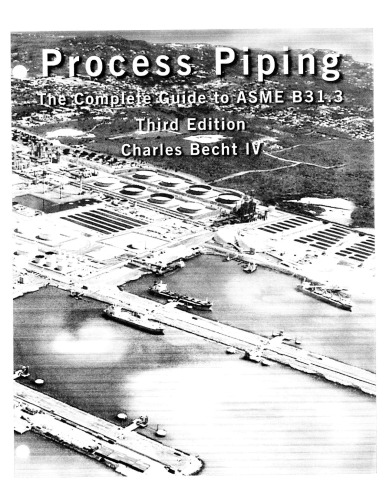 Process Piping
The Complete Guide to ASME B31.3
Third Edition
Charles Becht IV